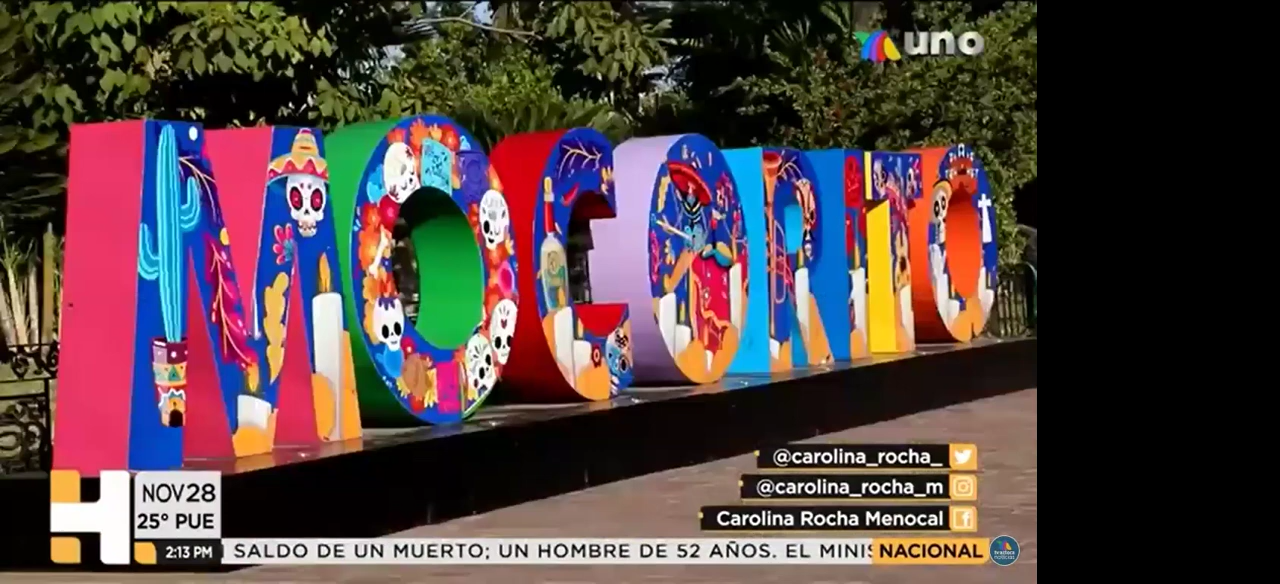 uno
MOCORITO
@carolina_rocha_
@carolina_rocha_m
Carolina Rocha Menocal
H
NOV28
25° PUE
2:13 PM
SALDO DE UN MUERTO; UN HOMBRE DE 52 AÑOS. EL MINIS
NACIONAL